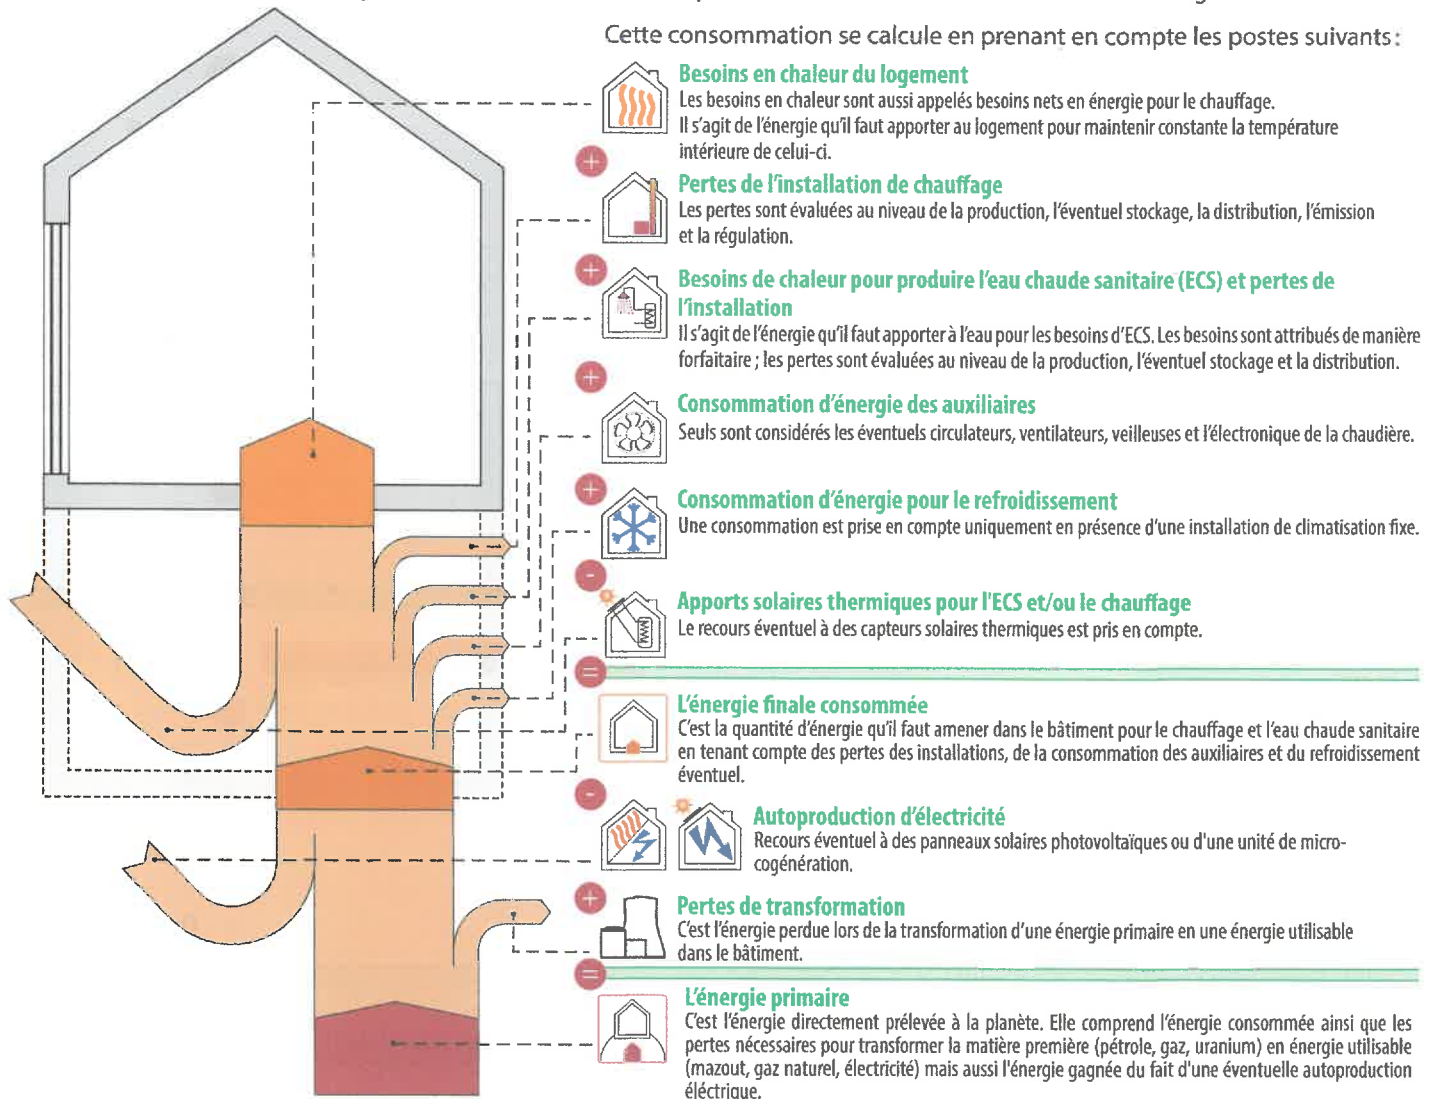 Cette consommation se calcule en prenant en compte les postes suivants :
Besoins en chaleur du logement
Les besoins en chaleur sont aussi appelés besoins nets en énergie pour le chauffage.
Il s'agit de l'énergie qu'il faut apporter au logement pour maintenir constante la température
intérieure de celui-ci.
+
Pertes de l'installation de chauffage
Les pertes sont évaluées au niveau de la production, l'éventuel stockage, la distribution, l'émission
et la régulation.
+
Besoins de chaleur pour produire l'eau chaude sanitaire (ECS) et pertes de
l'installation
Il s'agit de l'énergie qu'il faut apporter à l'eau pour les besoins d'ECS. Les besoins sont attribués de manière
forfaitaire ; les pertes sont évaluées au niveau de la production, l'éventuel stockage et la distribution.
+
Consommation d'énergie des auxiliaires
Seuls sont considérés les éventuels circulateurs, ventilateurs, veilleuses et l'électronique de la chaudière.
+
Consommation d'énergie pour le refroidissement
Une consommation est prise en compte uniquement en présence d'une installation de climatisation fixe.
-
Apports solaires thermiques pour l'ECS et/ou le chauffage
Le recours éventuel à des capteurs solaires thermiques est pris en compte.
=
L'énergie finale consommée
C'est la quantité d'énergie qu'il faut amener dans le bâtiment pour le chauffage et l'eau chaude sanitaire
en tenant compte des pertes des installations, de la consommation des auxiliaires et du refroidissement
éventuel.
-
Autoproduction d'électricité
Recours éventuel à des panneaux solaires photovoltaïques ou d'une unité de micro-
cogénération.
+
Pertes de transformation
C'est l'énergie perdue lors de la transformation d'une énergie primaire en une énergie utilisable
dans le bâtiment.
=
L'énergie primaire
C'est l'énergie directement prélevée à la planète. Elle comprend l'énergie consommée ainsi que les
pertes nécessaires pour transformer la matière première (pétrole, gaz, uranium) en énergie utilisable
(mazout, gaz naturel, électricité) mais aussi l'énergie gagnée du fait d'une éventuelle autoproduction
éléctrique.